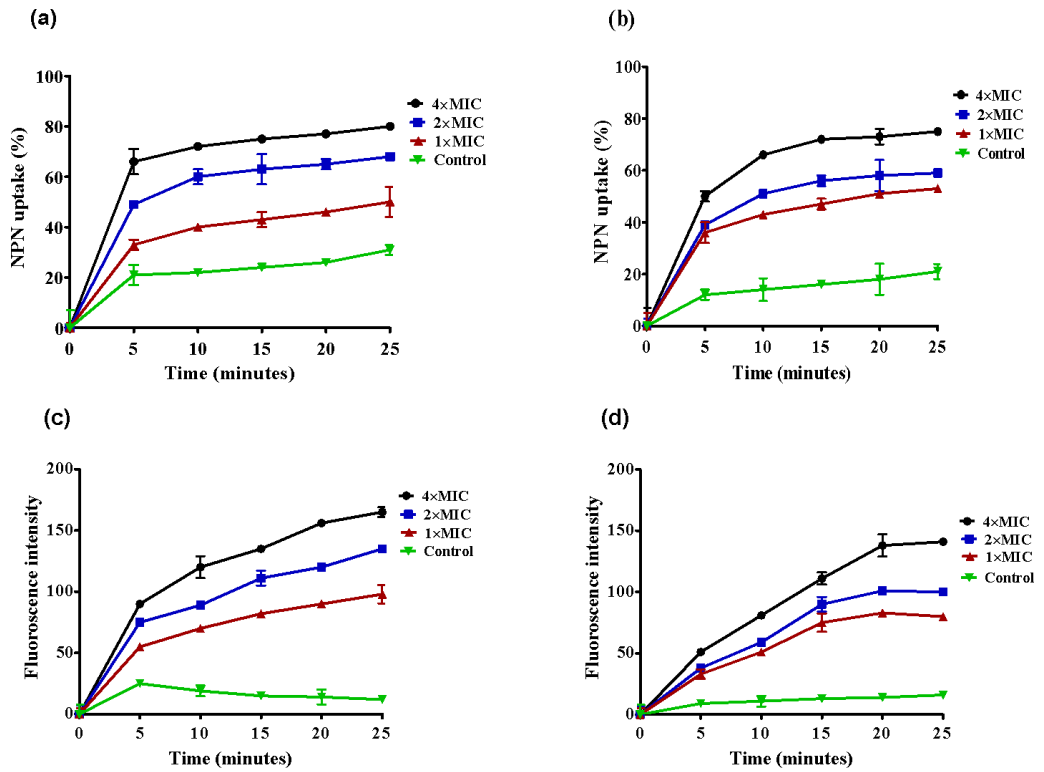 (a)
NPN uptake (%)
100
80
60
40
20
0
0 5 10 15 20 25
Time (minutes)
4×MIC
2×MIC
1×MIC
Control
(b)
NPN uptake (%)
100
80
60
40
20
0
0 5 10 15 20 25
Time (minutes)
4×MIC
2×MIC
1×MIC
Control
(c)
Fluoroscence intensity
200
150
100
50
0
0 5 10 15 20 25
Time (minutes)
4×MIC
2×MIC
1×MIC
Control
(d)
Fluoroscence intensity
200
150
100
50
0
0 5 10 15 20 25
Time (minutes)
4×MIC
2×MIC
1×MIC
Control